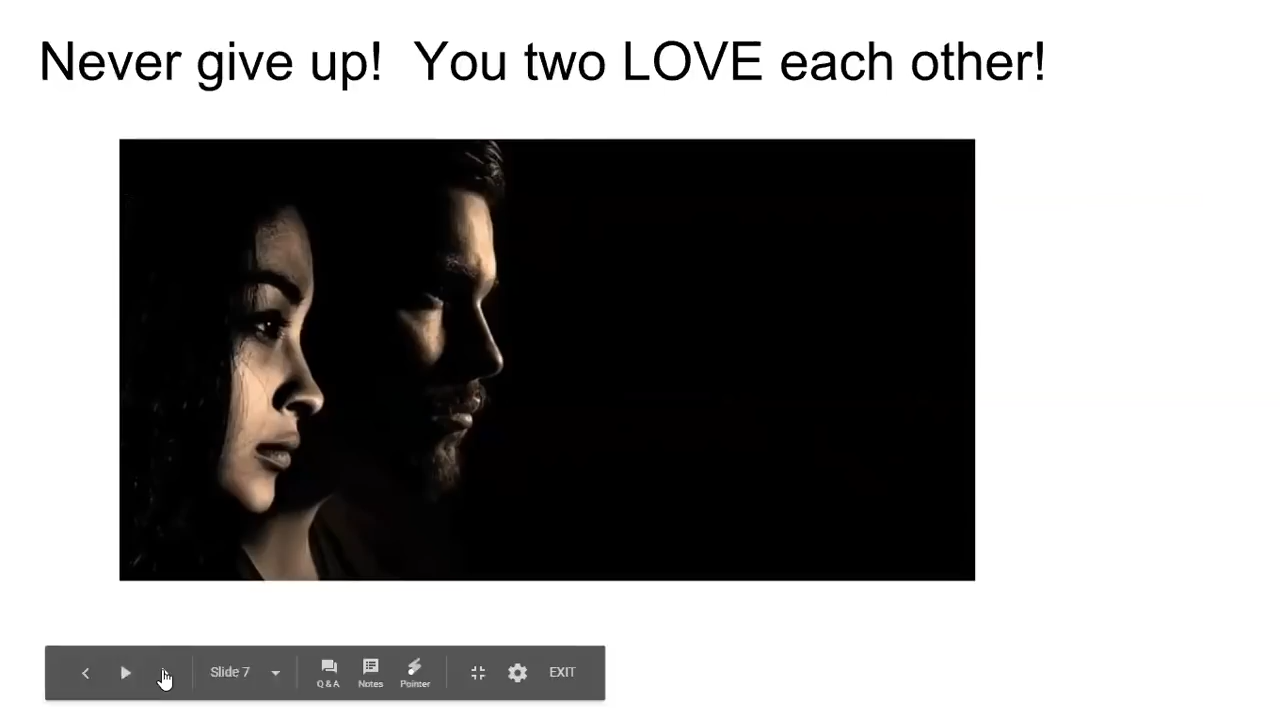 Never give up!  You two LOVE each other!
Slide 7
Q & A
Notes
Pointer
EXIT